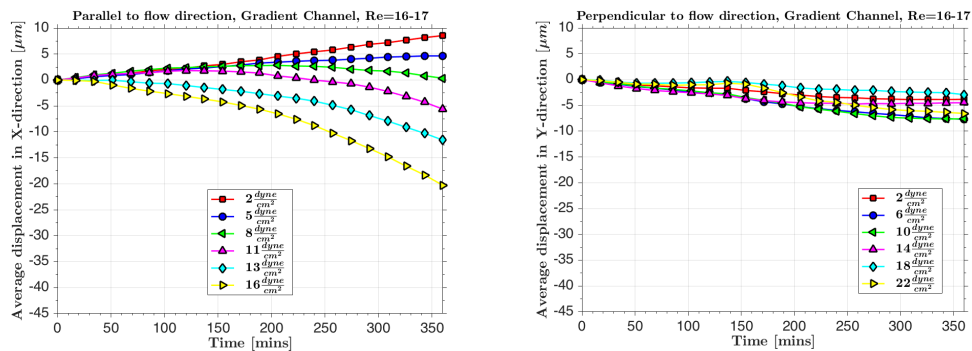 Parallel to flow direction, Gradient Channel, Re=16-17
Average displacement in X-direction [μm]
10
5
0
-5
-10
-15
-20
-25
-30
-35
-40
-45
2 dyne/cm²
5 dyne/cm²
8 dyne/cm²
11 dyne/cm²
13 dyne/cm²
16 dyne/cm²
0 50 100 150 200 250 300 350
Time [mins]
Perpendicular to flow direction, Gradient Channel, Re=16-17
Average displacement in Y-direction [μm]
10
5
0
-5
-10
-15
-20
-25
-30
-35
-40
-45
2 dyne/cm²
6 dyne/cm²
10 dyne/cm²
14 dyne/cm²
18 dyne/cm²
22 dyne/cm²
0 50 100 150 200 250 300 350
Time [mins]